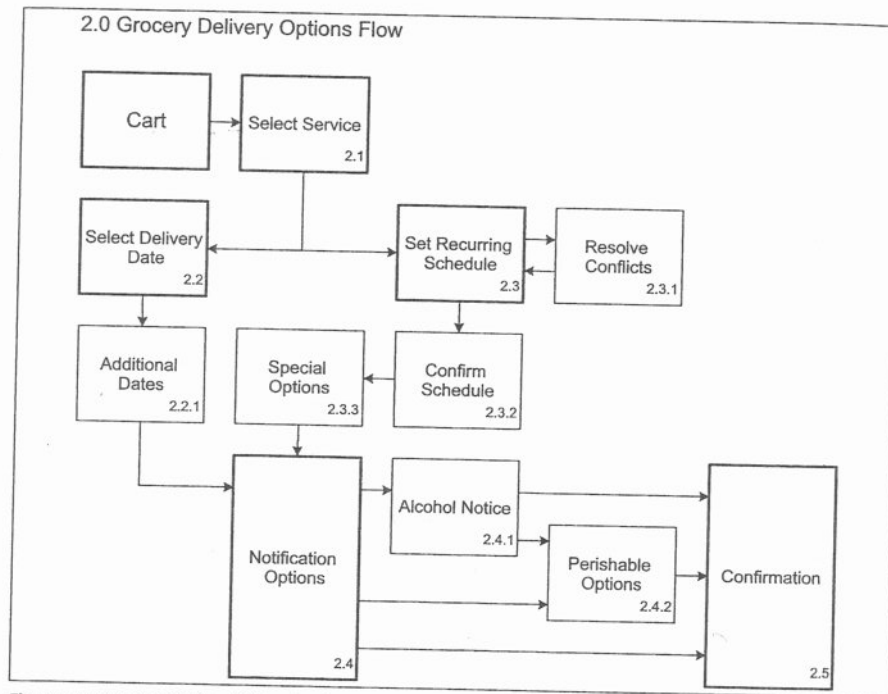 2.0 Grocery Delivery Options Flow
Cart
Select Service
2.1
Select Delivery
Date
2.2
Set Recurring
Schedule
2.3
Resolve
Conflicts
2.3.1
Additional
Dates
2.2.1
Special
Options
2.3.3
Confirm
Schedule
2.3.2
Notification
Options
2.4
Alcohol Notice
2.4.1
Perishable
Options
2.4.2
Confirmation
2.5